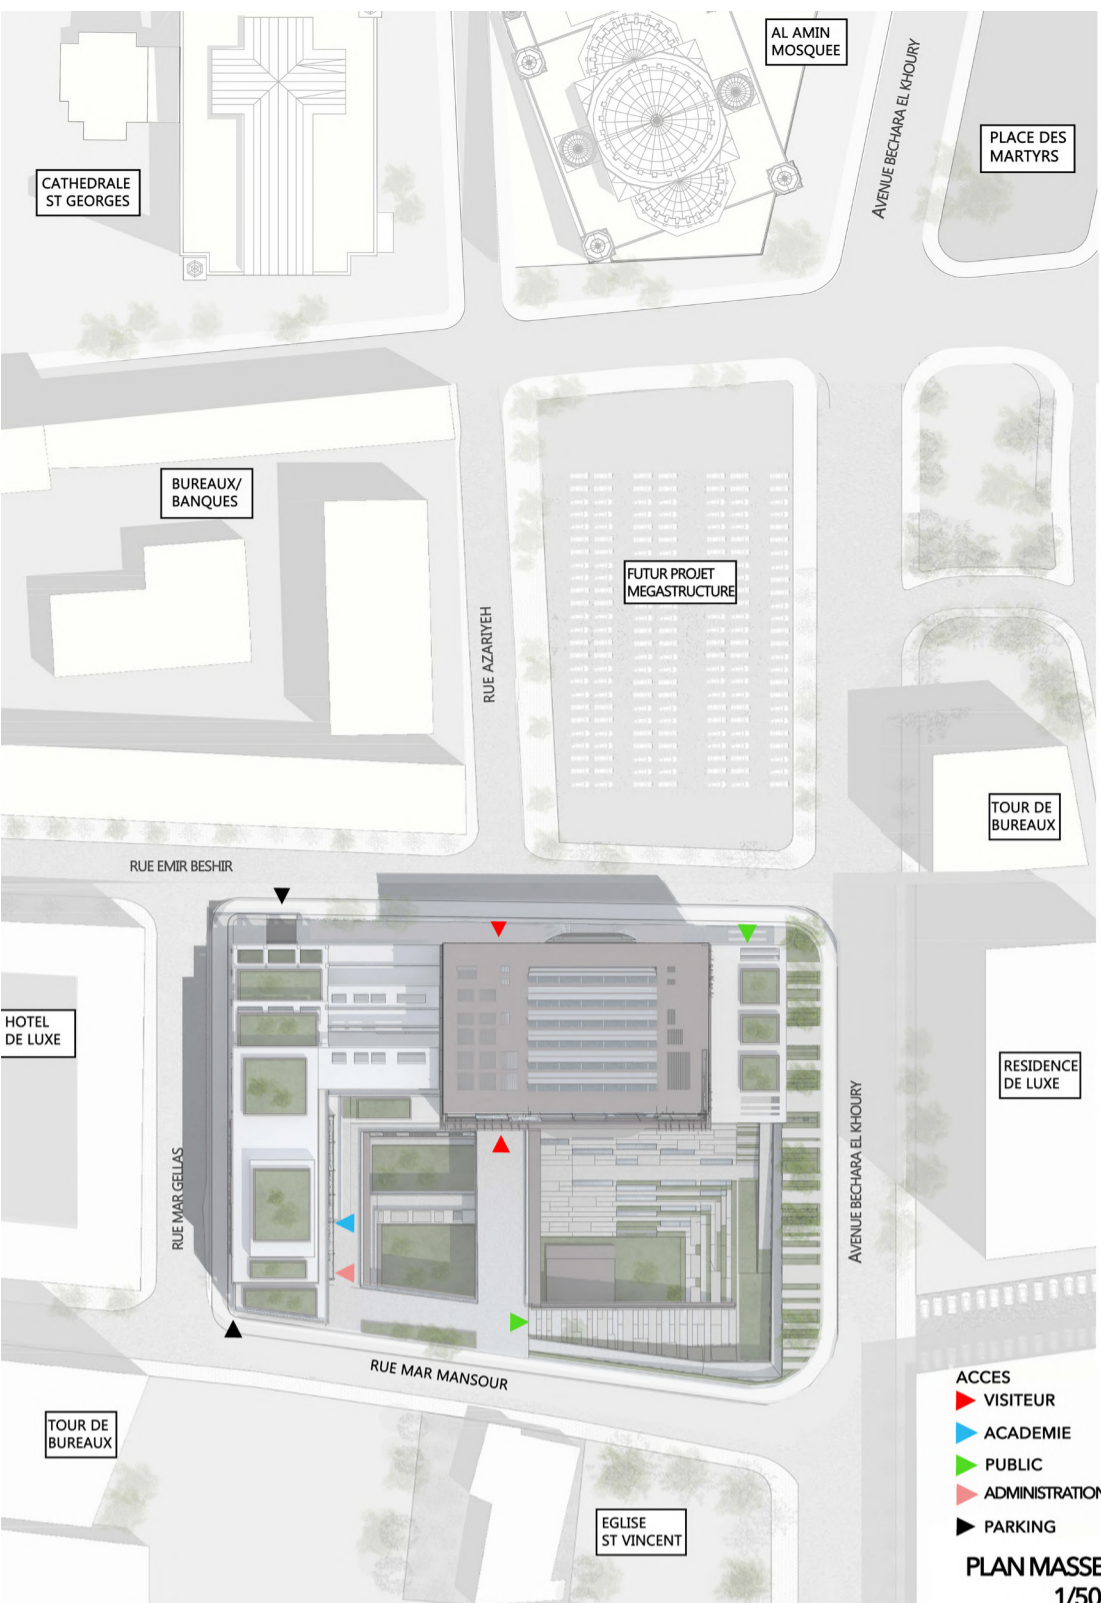 AL AMIN
MOSQUEE
AVENUE BECHARA EL KHOURY
PLACE DES
MARTYRS
CATHEDRALE
ST GEORGES
BUREAUX/
BANQUES
FUTUR PROJET
MEGASTRUCTURE
RUE AZARIYEH
TOUR DE
BUREAUX
RUE EMIR BESHIR
HOTEL
DE LUXE
RESIDENCE
DE LUXE
RUE MAR GELLAS
AVENUE BECHARA EL KHOURY
RUE MAR MANSOUR
TOUR DE
BUREAUX
EGLISE
ST VINCENT
ACCES
VISITEUR
ACADEMIE
PUBLIC
ADMINISTRATION
PARKING
PLAN MASSE
1/50